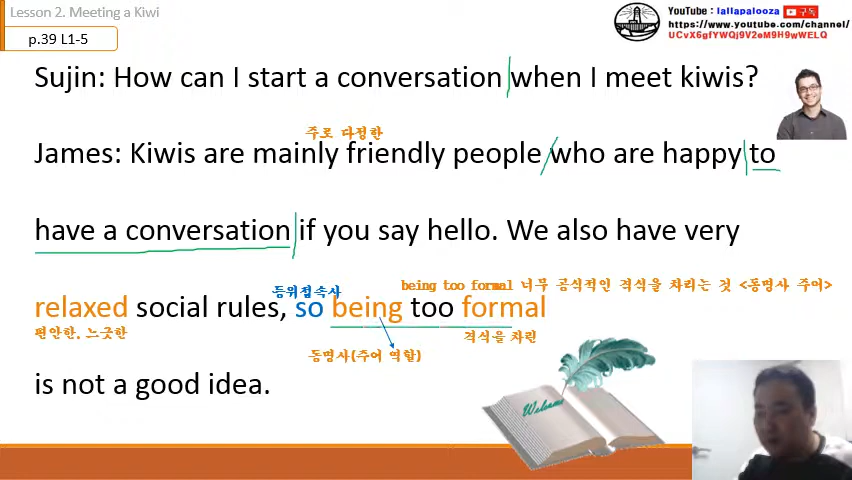 Lesson 2. Meeting a Kiwi
YouTube : lallapalooza 구독
p.39 L1-5
https://www.youtube.com/channel/
UCvX6gfYWQj9V2eM9H9wWELQ
Sujin: How can I start a conversation when I meet kiwis?
주로 다정한
James: Kiwis are mainly friendly people who are happy to
have a conversation if you say hello. We also have very
being too formal 너무 공식적인 격식을 차리는 것 <동명사 주어>
등위접속사
relaxed social rules, so being too formal
편안한. 느긋한
격식을 차린
동명사(주어 역할)
is not a good idea.
Welcome